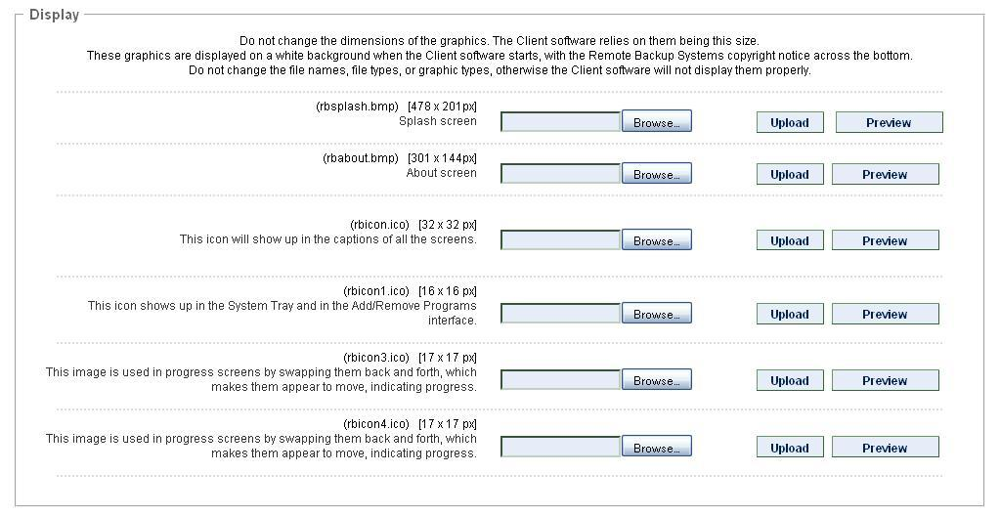 Display
Do not change the dimensions of the graphics. The Client software relies on them being this size.
These graphics are displayed on a white background when the Client software starts, with the Remote Backup Systems copyright notice across the bottom.
Do not change the file names, file types, or graphic types, otherwise the Client software will not display them properly.
(rbsplash.bmp) [478 x 201px]
Splash screen
Browse... Upload Preview
(rbabout.bmp) [301 x 144px]
About screen
Browse... Upload Preview
(rbicon.ico) [32 x 32 px]
This icon will show up in the captions of all the screens.
Browse... Upload Preview
(rbicon1.ico) [16 x 16 px]
This icon shows up in the System Tray and in the Add/Remove Programs
interface.
Browse... Upload Preview
(rbicon3.ico) [17 x 17 px]
This image is used in progress screens by swapping them back and forth, which
makes them appear to move, indicating progress.
Browse... Upload Preview
(rbicon4.ico) [17 x 17 px]
This image is used in progress screens by swapping them back and forth, which
makes them appear to move, indicating progress.
Browse... Upload Preview